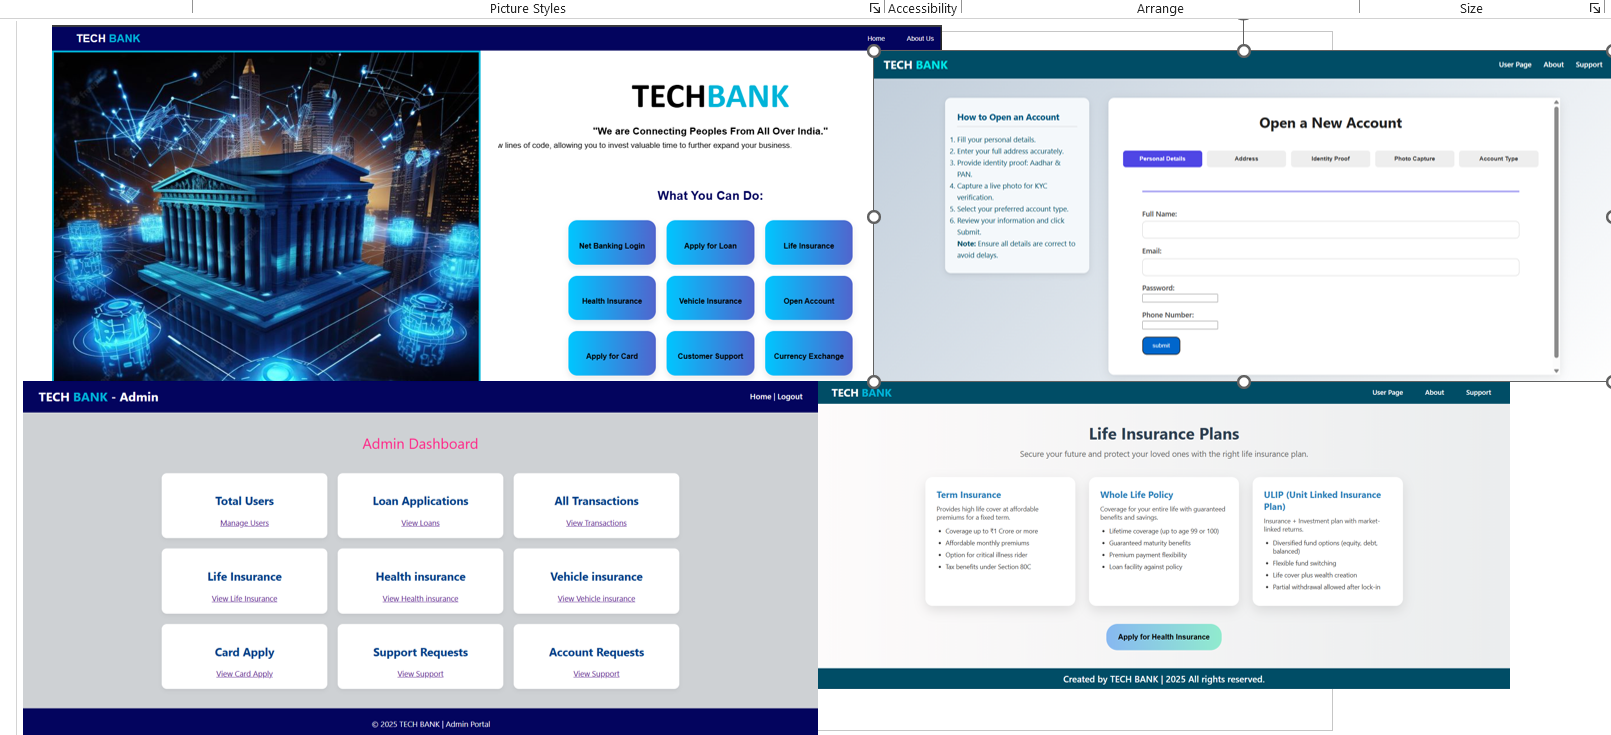 Picture Styles
Accessibility
Arrange
Size
TECH BANK
Home
About Us
TECHBANK
"We are Connecting Peoples From All Over India."
lines of code, allowing you to invest valuable time to further expand your business.
What You Can Do:
Net Banking Login
Apply for Loan
Life Insurance
Health Insurance
Vehicle Insurance
Open Account
Apply for Card
Customer Support
Currency Exchange
TECH BANK
User Page
About
Support
How to Open an Account
1. Fill your personal details.
2. Enter your full address accurately.
3. Provide identity proof: Aadhar &
PAN.
4. Capture a live photo for KYC
verification.
5. Select your preferred account type.
6. Review your information and click
Submit.
Note: Ensure all details are correct to
avoid delays.
Open a New Account
Personal Details
Address
Identity Proof
Photo Capture
Account Type
Full Name:
Email:
Password:
Phone Number:
submit
TECH BANK - Admin
Home | Logout
Admin Dashboard
Total Users
Manage Users
Loan Applications
View Loans
All Transactions
View Transactions
Life Insurance
View Life Insurance
Health insurance
View Health insurance
Vehicle insurance
View Vehicle insurance
Card Apply
View Card Apply
Support Requests
View Support
Account Requests
View Support
© 2025 TECH BANK | Admin Portal
TECH BANK
User Page
About
Support
Life Insurance Plans
Secure your future and protect your loved ones with the right life insurance plan.
Term Insurance
Provides high life cover at affordable
premiums for a fixed term.
• Coverage up to ₹1 Crore or more
• Affordable monthly premiums
• Option for critical illness rider
• Tax benefits under Section 80C
Whole Life Policy
Coverage for your entire life with guaranteed
benefits and savings.
• Lifetime coverage (up to age 99 or 100)
• Guaranteed maturity benefits
• Premium payment flexibility
• Loan facility against policy
ULIP (Unit Linked Insurance
Plan)
Insurance + Investment plan with market-
linked returns.
• Diversified fund options (equity, debt,
balanced)
• Flexible fund switching
• Life cover plus wealth creation
• Partial withdrawal allowed after lock-in
Apply for Health Insurance
Created by TECH BANK | 2025 All rights reserved.